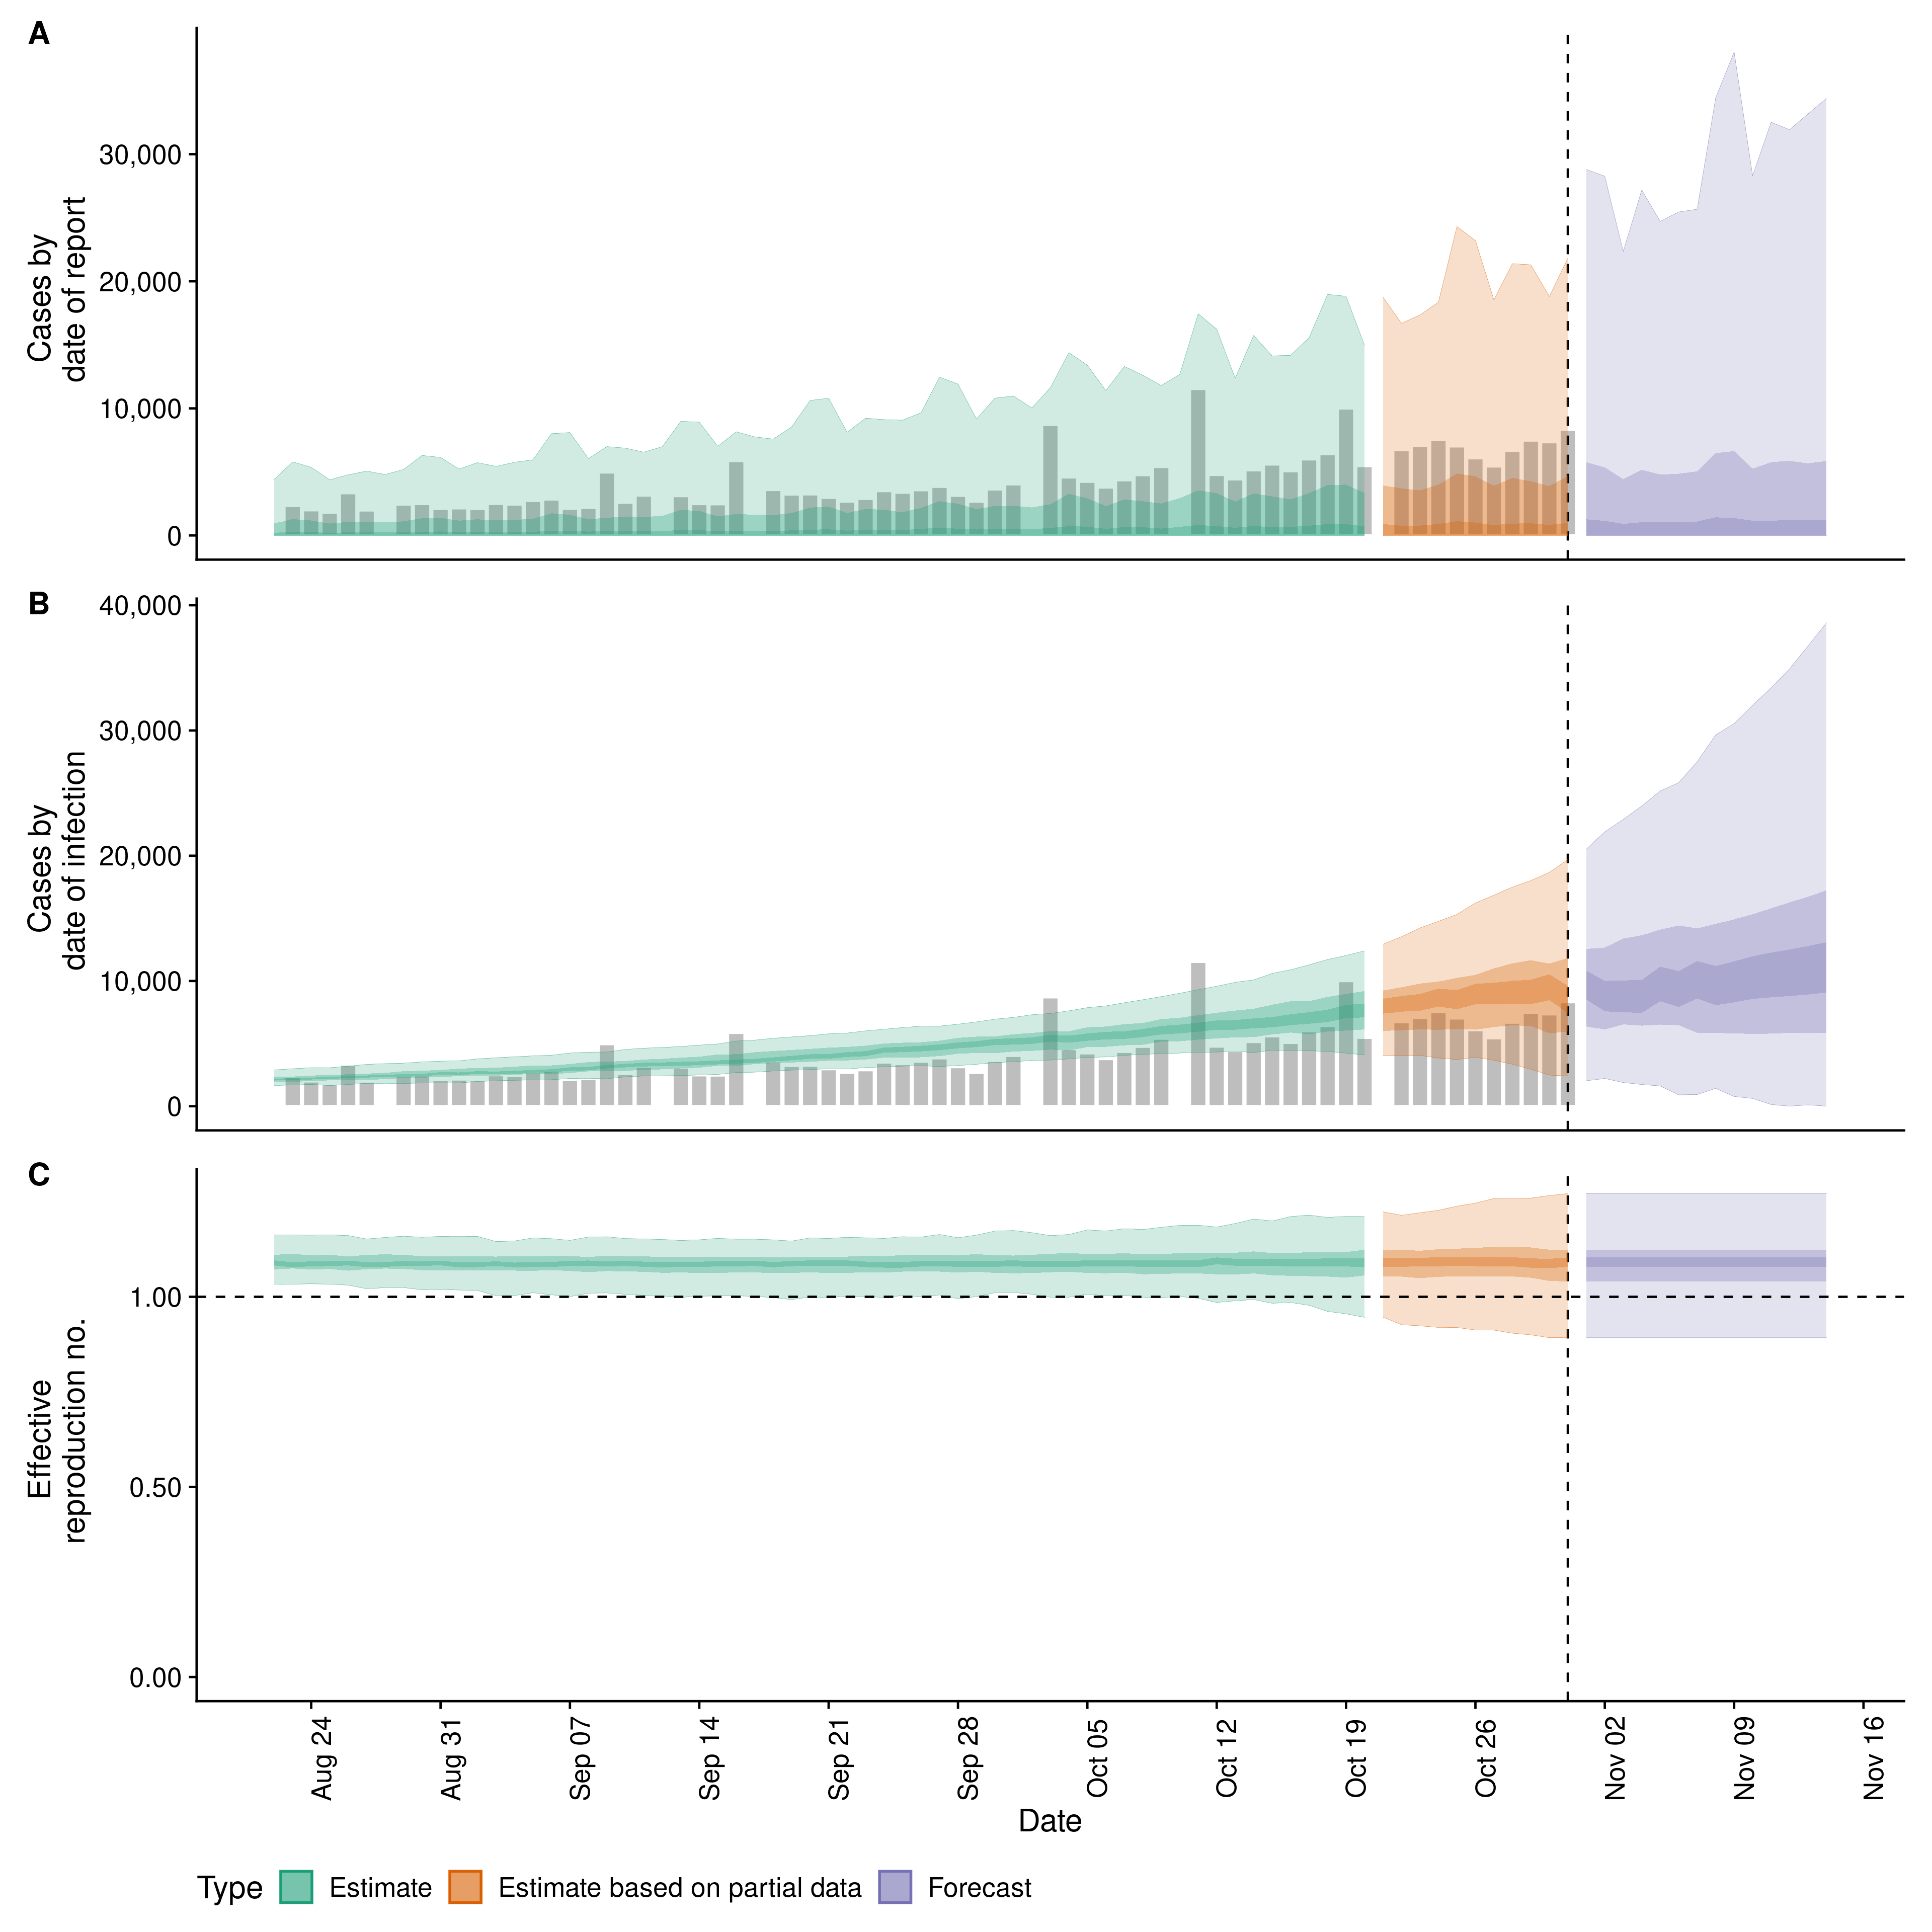 A
Cases by
date of report
30,000
20,000
10,000
0
B
Cases by
date of infection
40,000
30,000
20,000
10,000
0
C
Effective
reproduction no.
1.00
0.50
0.00
Aug 24
Aug 31
Sep 07
Sep 14
Sep 21
Sep 28
Oct 05
Oct 12
Oct 19
Oct 26
Nov 02
Nov 09
Nov 16
Date
Type Estimate Estimate based on partial data Forecast